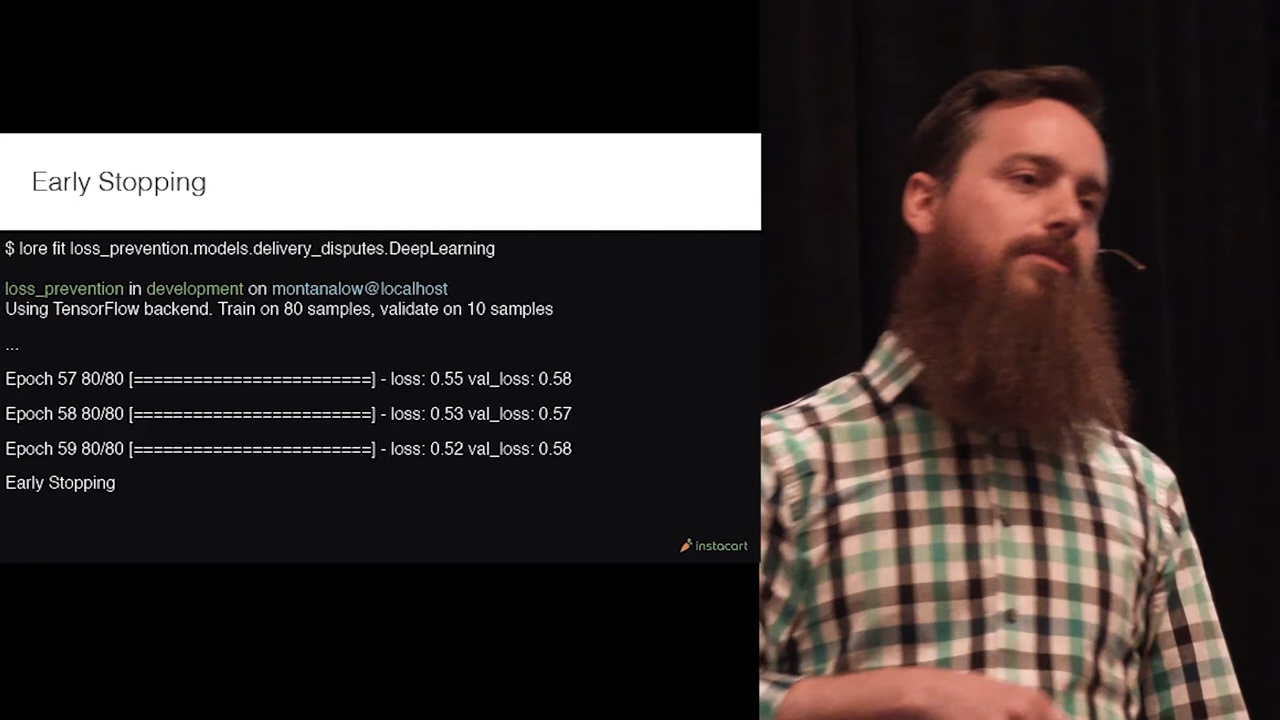 Early Stopping
$ lore fit loss_prevention.models.delivery_disputes.DeepLearning
loss_prevention in development on montanalow@localhost
Using TensorFlow backend. Train on 80 samples, validate on 10 samples
...
Epoch 57 80/80 [========================] - loss: 0.55 val_loss: 0.58
Epoch 58 80/80 [========================] - loss: 0.53 val_loss: 0.57
Epoch 59 80/80 [========================] - loss: 0.52 val_loss: 0.58
Early Stopping
instacart